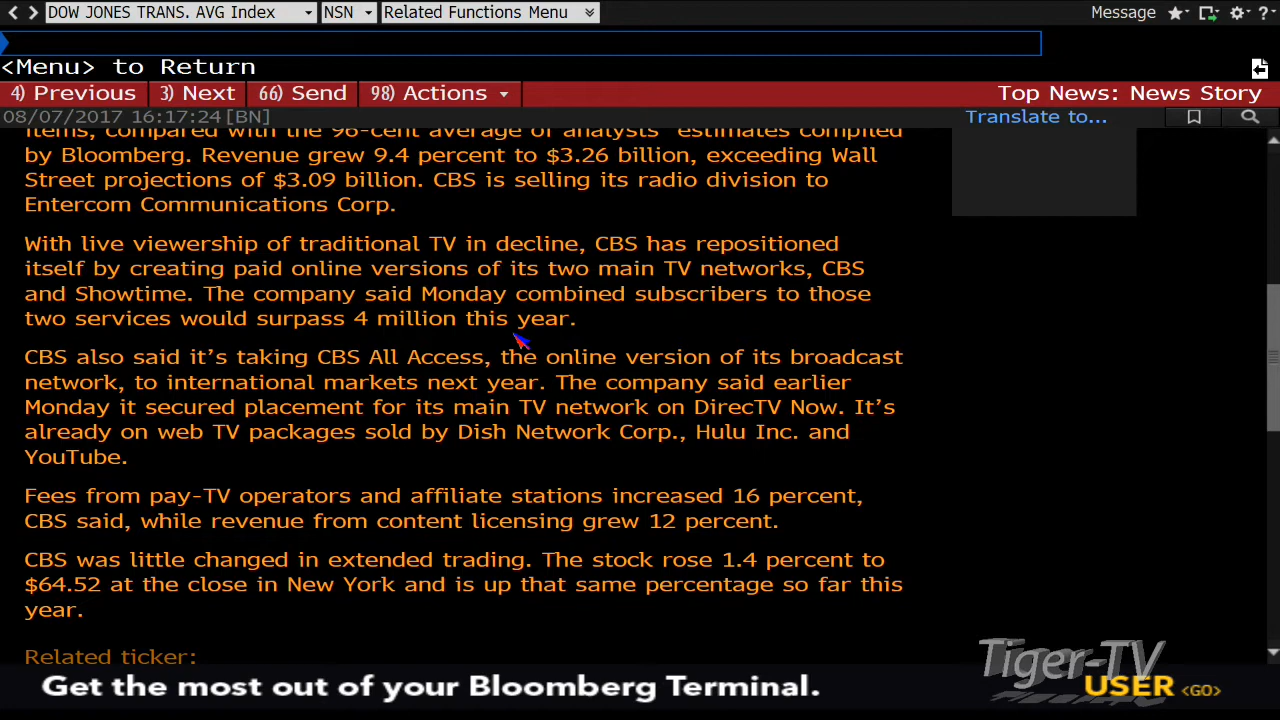 DOW JONES TRANS. AVG Index NSN Related Functions Menu Message
<Menu> to Return
4) Previous 3) Next 66) Send 98) Actions Top News: News Story
08/07/2017 16:17:24[BN] Translate to...
items, compared with the 96-cent average of analysts' estimates compiled
by Bloomberg. Revenue grew 9.4 percent to $3.26 billion, exceeding Wall
Street projections of $3.09 billion. CBS is selling its radio division to
Entercom Communications Corp.
With live viewership of traditional TV in decline, CBS has repositioned
itself by creating paid online versions of its two main TV networks, CBS
and Showtime. The company said Monday combined subscribers to those
two services would surpass 4 million this year.
CBS also said it’s taking CBS All Access, the online version of its broadcast
network, to international markets next year. The company said earlier
Monday it secured placement for its main TV network on DirecTV Now. It’s
already on web TV packages sold by Dish Network Corp., Hulu Inc. and
YouTube.
Fees from pay-TV operators and affiliate stations increased 16 percent,
CBS said, while revenue from content licensing grew 12 percent.
CBS was little changed in extended trading. The stock rose 1.4 percent to
$64.52 at the close in New York and is up that same percentage so far this
year.
Related ticker:
Tiger-TV
Get the most out of your Bloomberg Terminal. USER <GO>